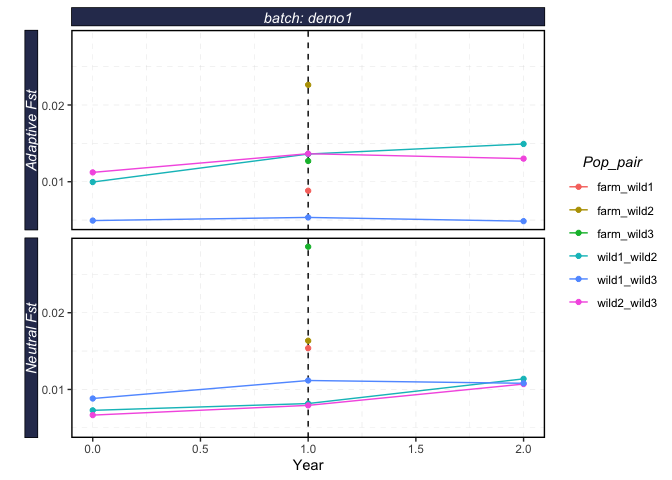 batch: demo1
Adaptive Fst
0.02
0.01
Neutral Fst
0.02
0.01
0.0
0.5
1.0
1.5
2.0
Year
Pop_pair
farm_wild1
farm_wild2
farm_wild3
wild1_wild2
wild1_wild3
wild2_wild3